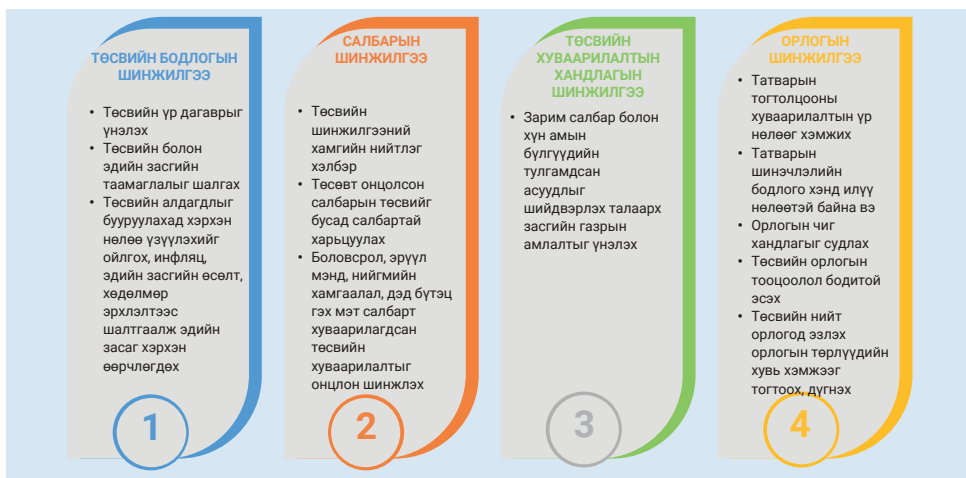 ТӨСВИЙН БОДЛОГЫН
ШИНЖИЛГЭЭ
• Төсвийн үр дагаврыг
үнэлэх
• Төсвийн болон
эдийн засгийн
таамаглалыг шалгах
• Төсвийн алдагдлыг
бууруулахад хэрхэн
нөлөө үзүүлэхийг
ойлгох, инфляц,
эдийн засгийн өсөлт,
хөдөлмөр
эрхлэлтээс
шалтгаалж эдийн
засаг хэрхэн
өөрчлөгдөх
1
САЛБАРЫН
ШИНЖИЛГЭЭ
• Төсвийн
шинжилгээний
хамгийн нийтлэг
хэлбэр
• Төсөвт онцолсон
салбарын төсвийг
бусад салбартай
харьцуулах
• Боловсрол, эрүүл
мэнд, нийгмийн
хамгаалал, дэд бүтэц
гэх мэт салбарт
хуваарилагдсан
төсвийн
хуваарилалтыг
онцлон шинжлэх
2
ТӨСВИЙН
ХУВААРИЛАЛТЫН
ХАНДЛАГЫН
ШИНЖИЛГЭЭ
• Зарим салбар болон
хүн амын
бүлгүүдийн
тулгамдсан
асуудлыг
шийдвэрлэх талаарх
засгийн газрын
амлалтыг үнэлэх
3
ОРЛОГЫН
ШИНЖИЛГЭЭ
• Татварын
тогтолцооны
хуваарилалтын үр
нөлөөг хэмжих
• Татварын
шинэчлэлийн
бодлого хэнд илүү
нөлөөтэй байна вэ
• Орлогын чиг
хандлагыг судлах
• Төсвийн орлогын
тооцоолол бодитой
эсэх
• Төсвийн нийт
орлогод эзлэх
орлогын төрлүүдийн
хувь хэмжээг
тогтоох, дүгнэх
4